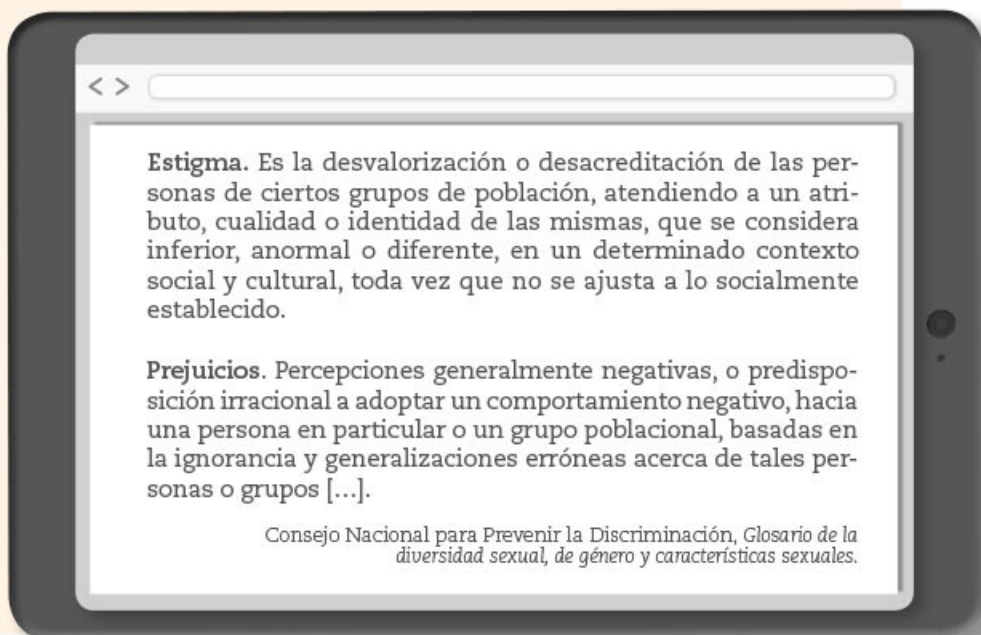 Estigma. Es la desvalorización o desacreditación de las per-
sonas de ciertos grupos de población, atendiendo a un atri-
buto, cualidad o identidad de las mismas, que se considera
inferior, anormal o diferente, en un determinado contexto
social y cultural, toda vez que no se ajusta a lo socialmente
establecido.
Prejuicios. Percepciones generalmente negativas, o predispo-
sición irracional a adoptar un comportamiento negativo, hacia
una persona en particular o un grupo poblacional, basadas en
la ignorancia y generalizaciones erróneas acerca de tales per-
sonas o grupos [...].
Consejo Nacional para Prevenir la Discriminación, Glosario de la
diversidad sexual, de género y características sexuales.